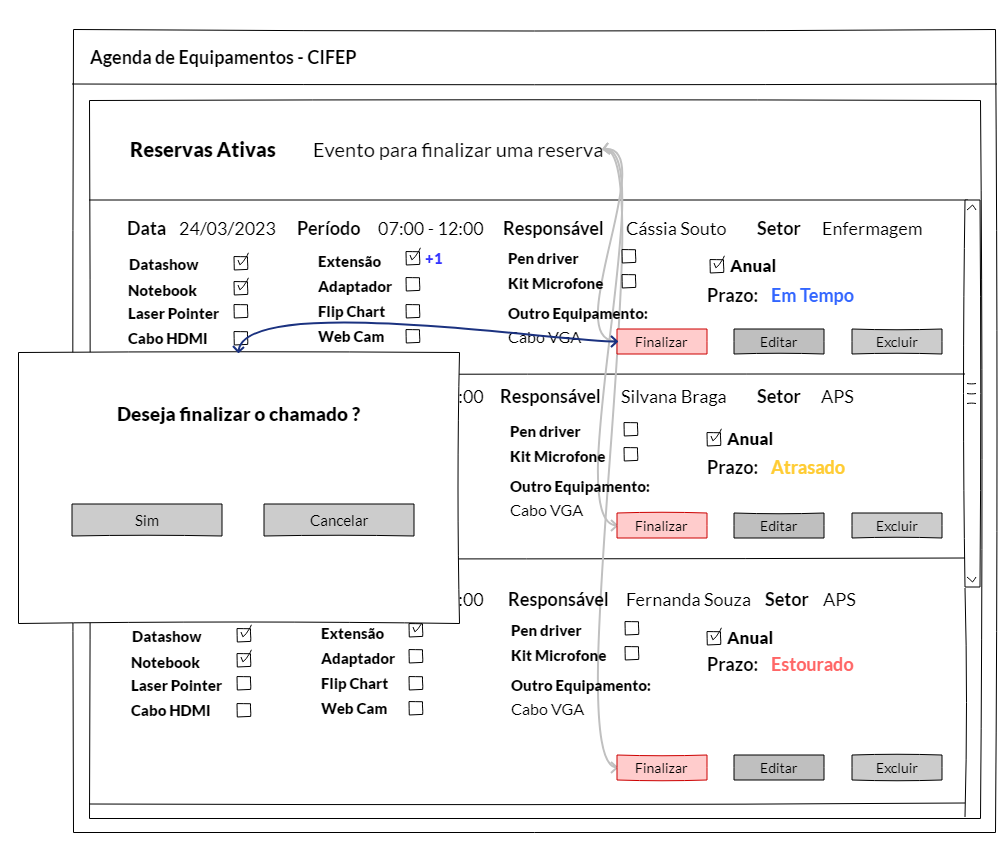 Agenda de Equipamentos - CIFEP
Reservas Ativas Evento para finalizar uma reserva
Data 24/03/2023 Período 07:00 - 12:00 Responsável Cássia Souto Setor Enfermagem
Datashow Extensão +1 Pen driver Anual
Notebook Adaptador Kit Microfone Prazo: Em Tempo
Laser Pointer Flip Chart Outro Equipamento:
Cabo HDMI Web Cam Cabo VGA Finalizar Editar Excluir
:00 Responsável Silvana Braga Setor APS
Deseja finalizar o chamado ?
Pen driver Anual
Kit Microfone Prazo: Atrasado
Outro Equipamento:
Cabo VGA
Sim Cancelar Finalizar Editar Excluir
:00 Responsável Fernanda Souza Setor APS
Datashow Extensão Pen driver Anual
Notebook Adaptador Kit Microfone Prazo: Estourado
Laser Pointer Flip Chart Outro Equipamento:
Cabo HDMI Web Cam Cabo VGA
Finalizar Editar Excluir